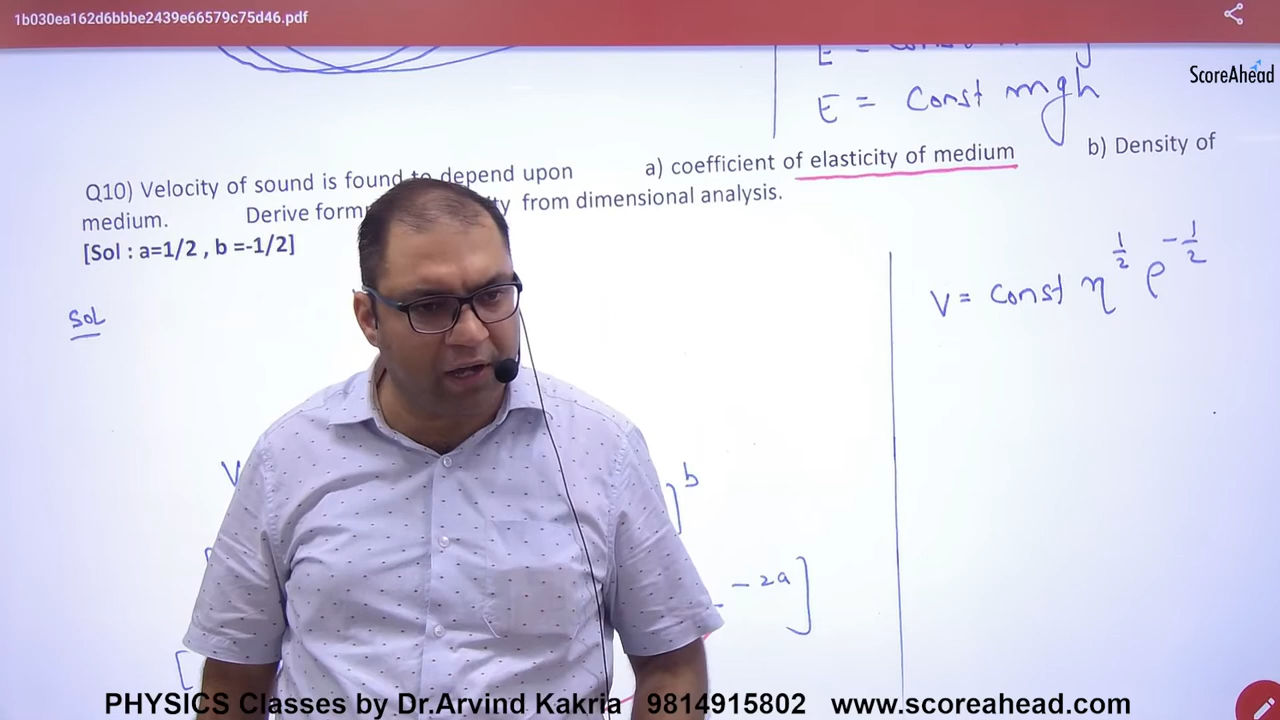 1b030ea162d6bbbe2439e66579c75d46.pdf
ScoreAhead
E = const mgh
Q10) Velocity of sound is found to depend upon a) coefficient of elasticity of medium b) Density of
medium. Derive from dimensional analysis.
[Sol : a=1/2 , b =-1/2]
V = const η^1/2 ρ^-1/2
Sol
V ]^b
- 2a ]
[
PHYSICS Classes by Dr.Arvind Kakria 9814915802 www.scoreahead.com